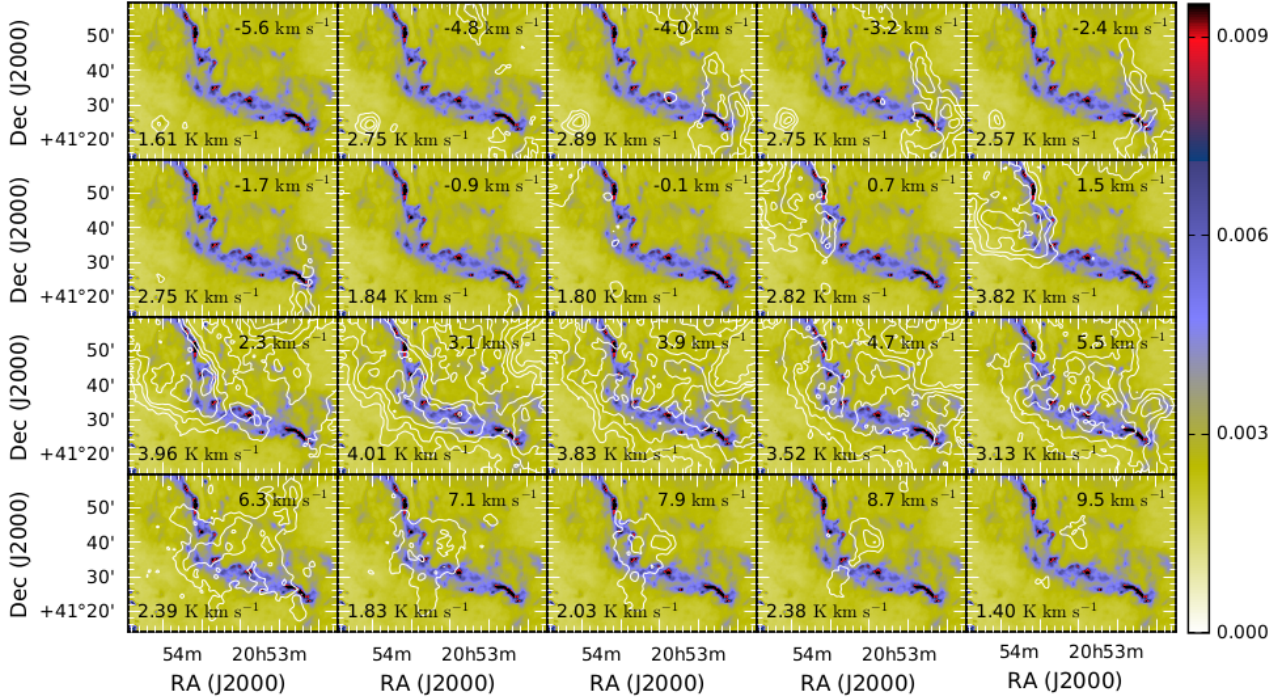 -5.6 km s⁻¹
-4.8 km s⁻¹
-4.0 km s⁻¹
-3.2 km s⁻¹
-2.4 km s⁻¹
0.009
Dec (J2000)
50'
40'
30'
+41°20'
1.61 K km s⁻¹
2.75 K km s⁻¹
2.89 K km s⁻¹
2.75 K km s⁻¹
2.57 K km s⁻¹
-1.7 km s⁻¹
-0.9 km s⁻¹
-0.1 km s⁻¹
0.7 km s⁻¹
1.5 km s⁻¹
0.006
Dec (J2000)
50'
40'
30'
+41°20'
2.75 K km s⁻¹
1.84 K km s⁻¹
1.80 K km s⁻¹
2.82 K km s⁻¹
3.82 K km s⁻¹
2.3 km s⁻¹
3.1 km s⁻¹
3.9 km s⁻¹
4.7 km s⁻¹
5.5 km s⁻¹
0.003
Dec (J2000)
50'
40'
30'
+41°20'
3.96 K km s⁻¹
4.01 K km s⁻¹
3.83 K km s⁻¹
3.52 K km s⁻¹
3.13 K km s⁻¹
6.3 km s⁻¹
7.1 km s⁻¹
7.9 km s⁻¹
8.7 km s⁻¹
9.5 km s⁻¹
Dec (J2000)
50'
40'
30'
+41°20'
2.39 K km s⁻¹
1.83 K km s⁻¹
2.03 K km s⁻¹
2.38 K km s⁻¹
1.40 K km s⁻¹
0.000
54m 20h53m
54m 20h53m
54m 20h53m
54m 20h53m
54m 20h53m
RA (J2000)
RA (J2000)
RA (J2000)
RA (J2000)
RA (J2000)